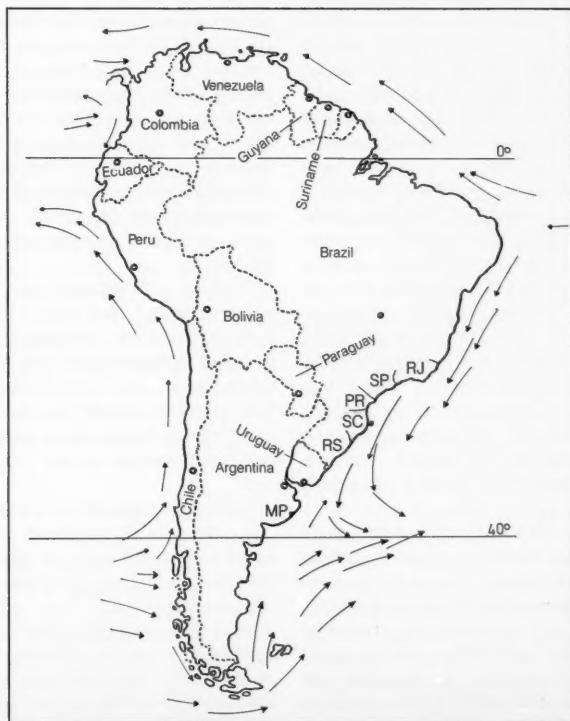 Venezuela
Colombia
Guyana
Suriname
0°
Ecuador
Peru
Brazil
Bolivia
Paraguay
RJ
SP
PR
SC
RS
Uruguay
Argentina
Chile
MP
40°